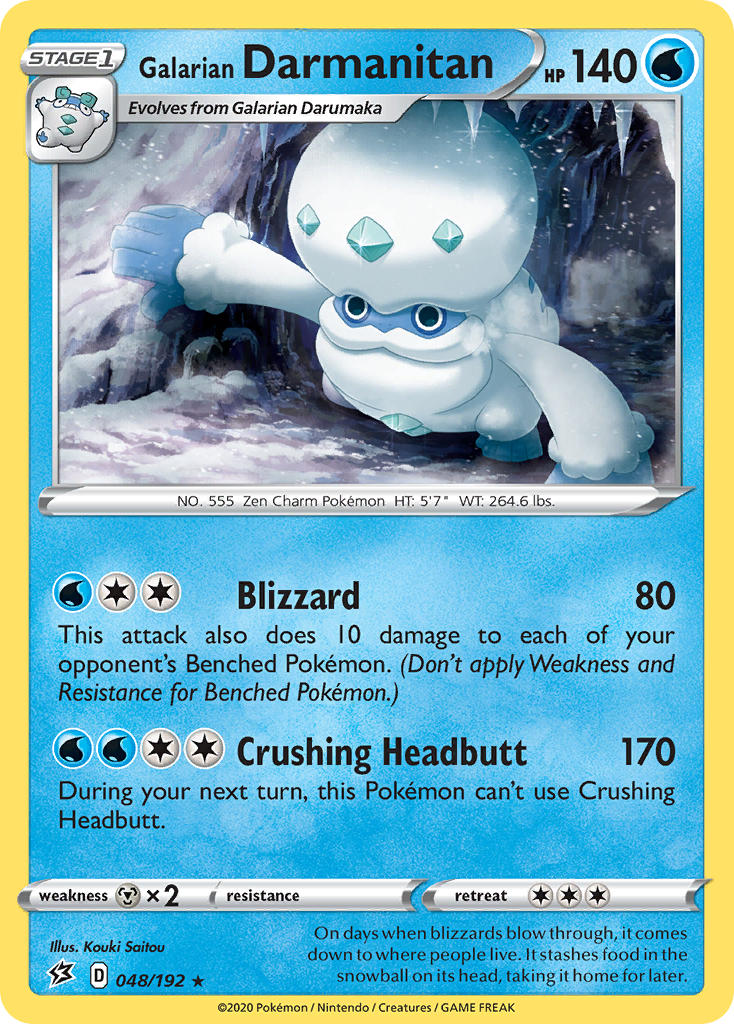 STAGE 1
Galarian Darmanitan HP 140
Evolves from Galarian Darumaka
NO. 555 Zen Charm Pokémon HT: 5'7" WT: 264.6 lbs.
Blizzard 80
This attack also does 10 damage to each of your
opponent's Benched Pokémon. (Don't apply Weakness and
Resistance for Benched Pokémon.)
Crushing Headbutt 170
During your next turn, this Pokémon can't use Crushing
Headbutt.
weakness ×2 resistance retreat
Illus. Kouki Saitou
On days when blizzards blow through, it comes
down to where people live. It stashes food in the
snowball on its head, taking it home for later.
D 048/192 ★
©2020 Pokémon / Nintendo / Creatures / GAME FREAK